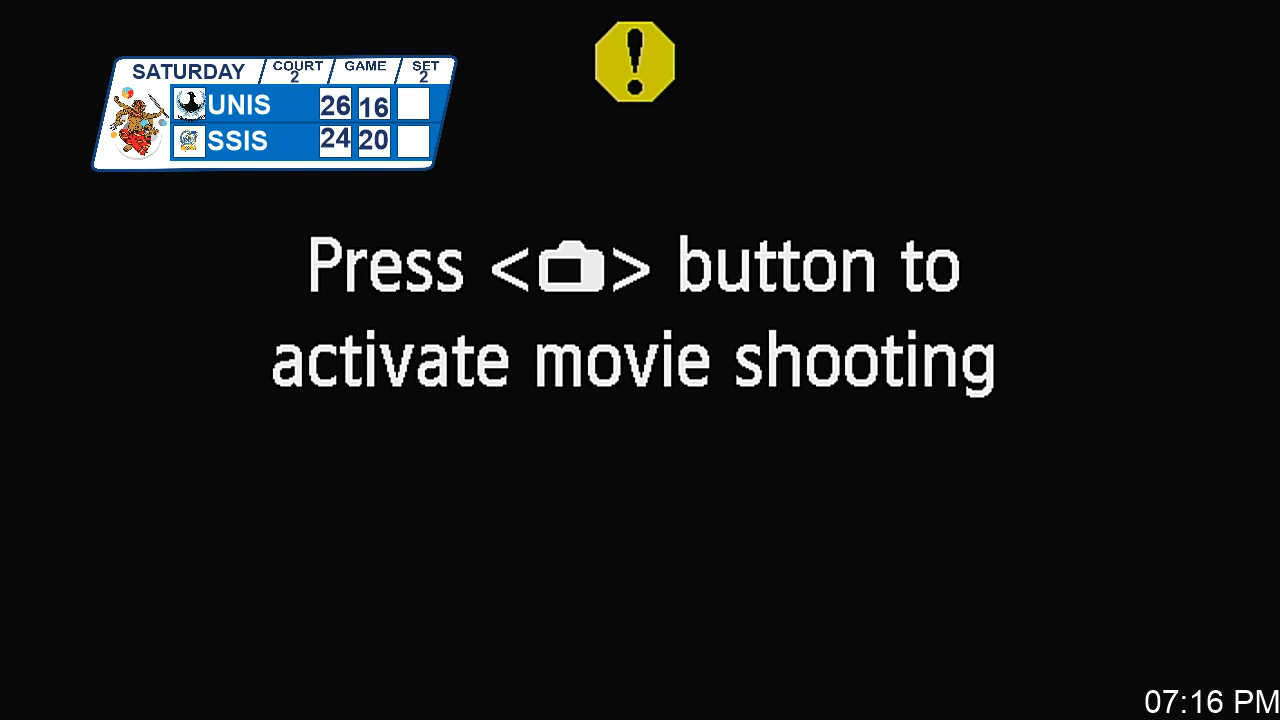 SATURDAY COURT 2 GAME SET 2
UNIS 26 16
SSIS 24 20
Press < > button to
activate movie shooting
07:16 PM